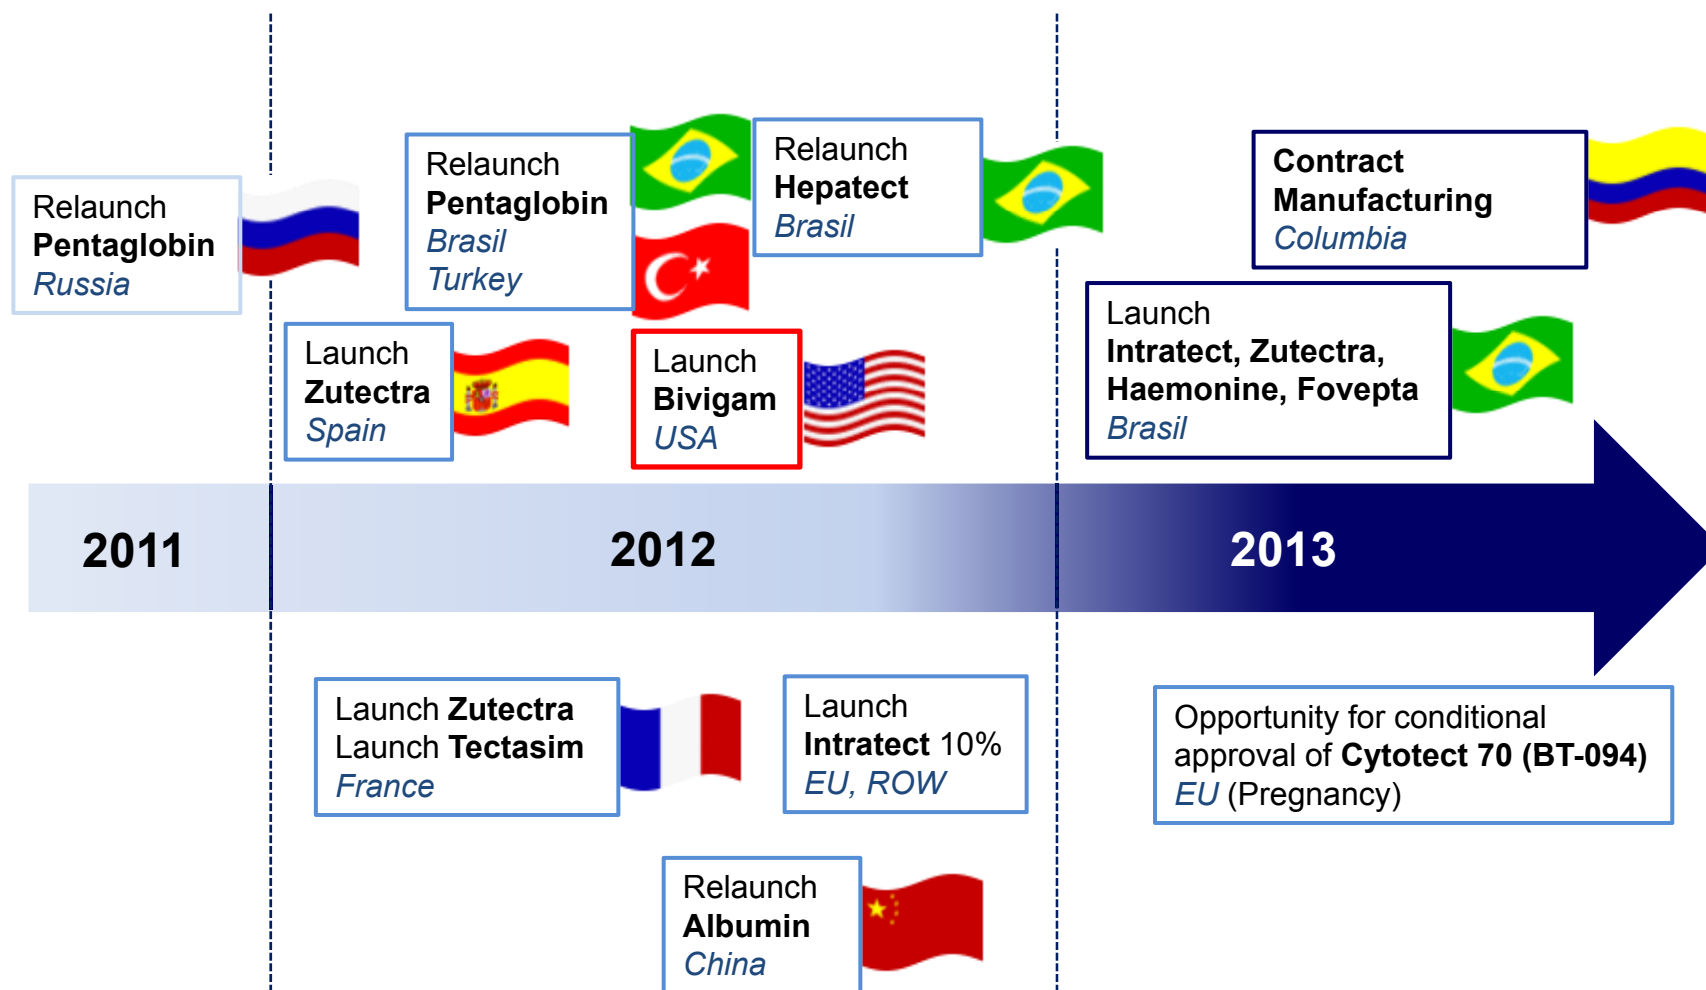 Relaunch
Pentaglobin
Russia
Relaunch
Pentaglobin
Brasil
Turkey
Relaunch
Hepatect
Brasil
Contract
Manufacturing
Columbia
Launch
Zutectra
Spain
Launch
Bivigam
USA
Launch
Intratect, Zutectra,
Haemonine, Fovepta
Brasil
2011
2012
2013
Launch Zutectra
Launch Tectasim
France
Launch
Intratect 10%
EU, ROW
Opportunity for conditional
approval of Cytotect 70 (BT-094)
EU (Pregnancy)
Relaunch
Albumin
China